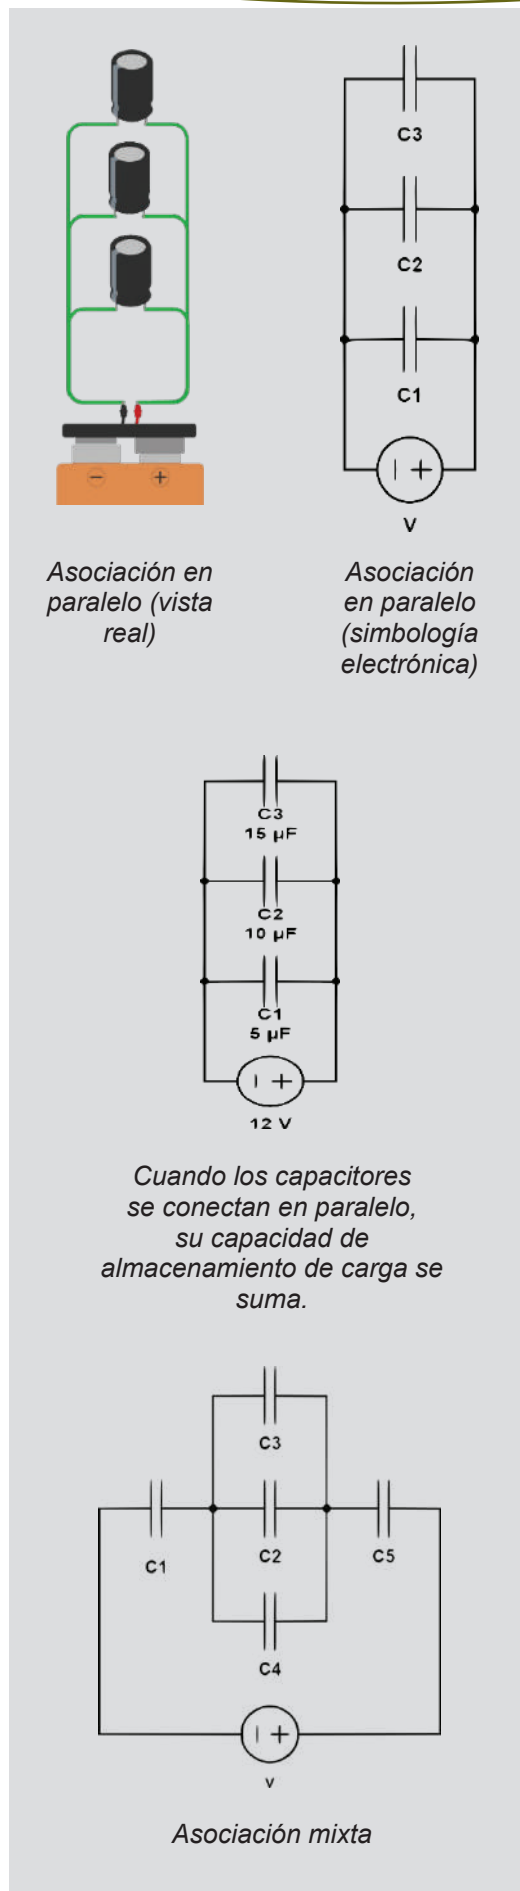 C3
C2
C1
V
Asociación en
paralelo (vista
real)
Asociación
en paralelo
(simbología
electrónica)
C3
15 µF
C2
10 µF
C1
5 µF
12 V
Cuando los capacitores
se conectan en paralelo,
su capacidad de
almacenamiento de carga se
suma.
C3
C1
C2
C5
C4
v
Asociación mixta